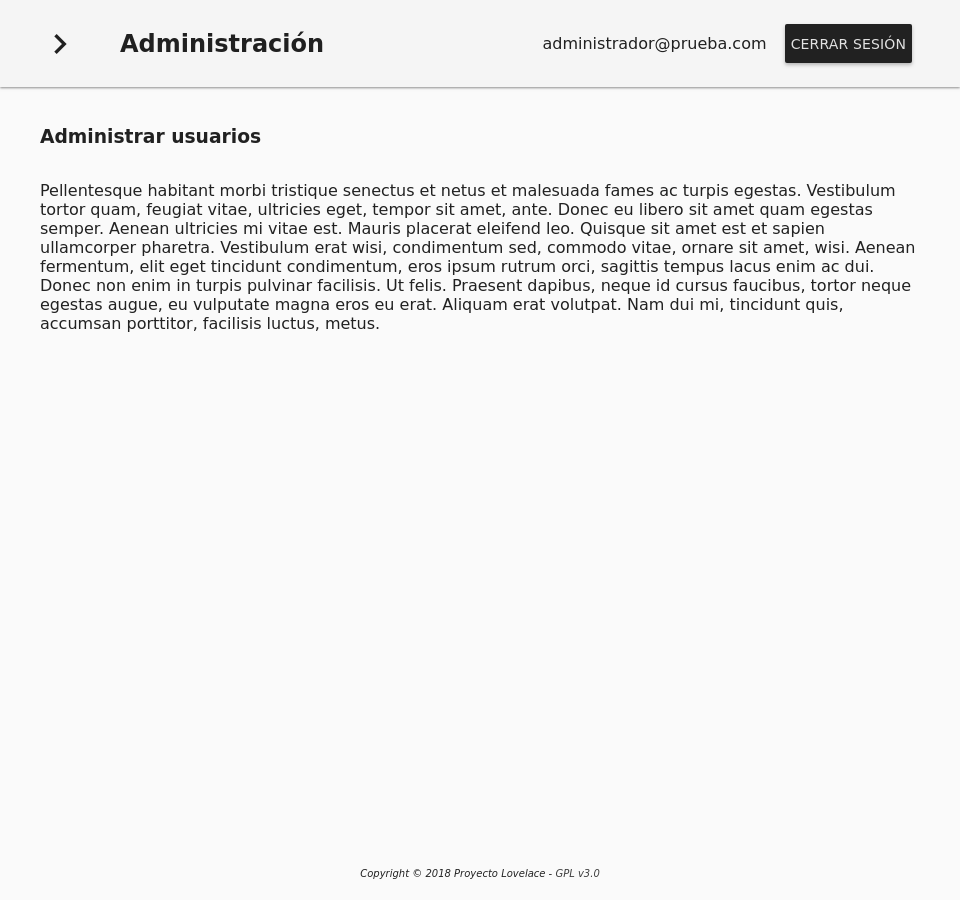 Administración
administrador@prueba.com
CERRAR SESIÓN
Administrar usuarios
Pellentesque habitant morbi tristique senectus et netus et malesuada fames ac turpis egestas. Vestibulum
tortor quam, feugiat vitae, ultricies eget, tempor sit amet, ante. Donec eu libero sit amet quam egestas
semper. Aenean ultricies mi vitae est. Mauris placerat eleifend leo. Quisque sit amet est et sapien
ullamcorper pharetra. Vestibulum erat wisi, condimentum sed, commodo vitae, ornare sit amet, wisi. Aenean
fermentum, elit eget tincidunt condimentum, eros ipsum rutrum orci, sagittis tempus lacus enim ac dui.
Donec non enim in turpis pulvinar facilisis. Ut felis. Praesent dapibus, neque id cursus faucibus, tortor neque
egestas augue, eu vulputate magna eros eu erat. Aliquam erat volutpat. Nam dui mi, tincidunt quis,
accumsan porttitor, facilisis luctus, metus.
Copyright © 2018 Proyecto Lovelace - GPL v3.0